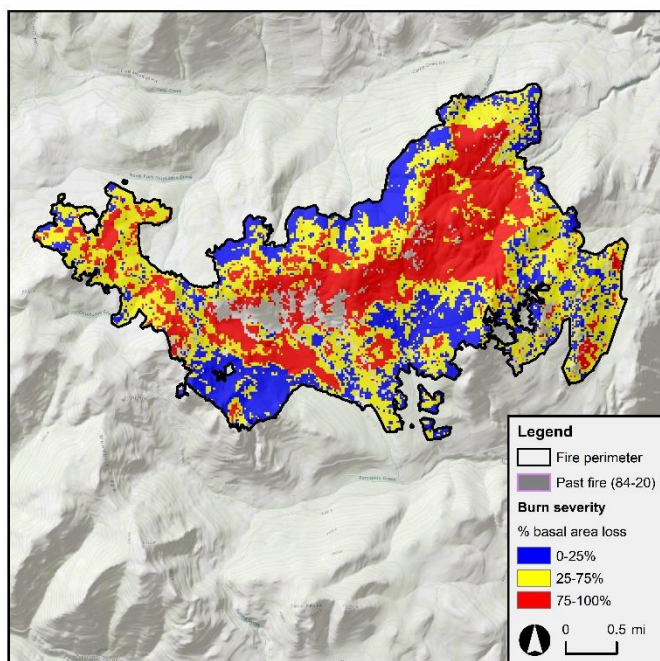 Legend
Fire perimeter
Past fire (84-20)
Burn severity
% basal area loss
0-25%
25-75%
75-100%
0 0.5 mi